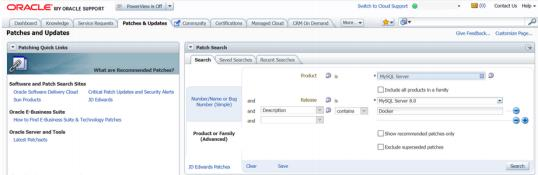 ORACLE MY ORACLE SUPPORT
PowerView is Off
Switch to Cloud Support
(0)
Contact Us
Help
Dashboard
Knowledge
Service Requests
Patches & Updates
Community
Certifications
Managed Cloud
CRM On Demand
More...
Patches and Updates
Give Feedback...
Customize Page...
Patching Quick Links
What are Recommended Patches?
Software and Patch Search Sites
Oracle Software Delivery Cloud
Critical Patch Updates and Security Alerts
Sun Products
JD Edwards
Oracle E-Business Suite
How to Find E-Business Suite & Technology Patches
Oracle Server and Tools
Latest Patchsets
Patch Search
Search
Saved Searches
Recent Searches
Number/Name or Bug Number (Simple)
Product or Family (Advanced)
JD Edwards Patches
Product is * MySQL Server
Include all products in a family
and Release is * MySQL Server 8.0
and Description contains Docker
and
Show recommended patches only
Exclude superseded patches
Clear
Save
Search